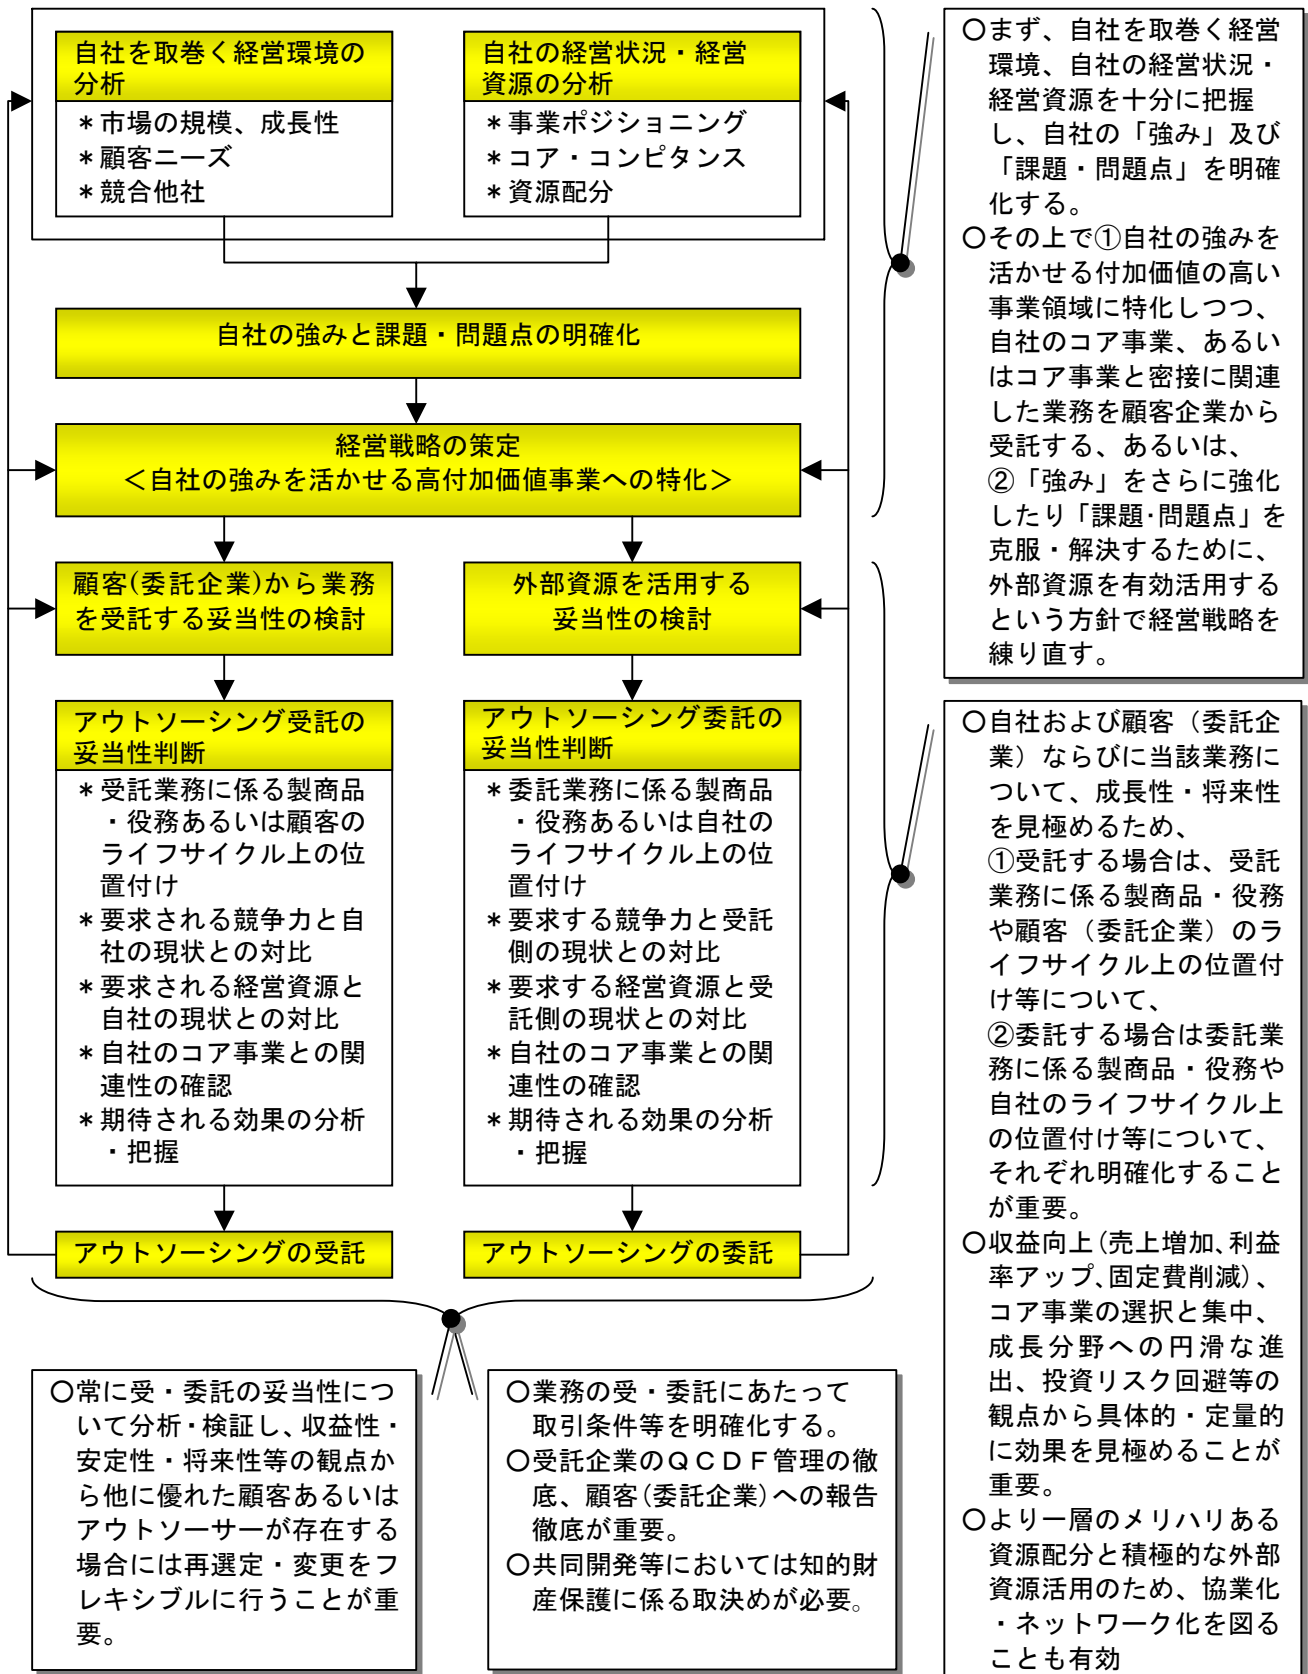 自社を取巻く経営環境の
分析
＊市場の規模、成長性
＊顧客ニーズ
＊競合他社
自社の経営状況・経営
資源の分析
＊事業ポジショニング
＊コア・コンピタンス
＊資源配分
自社の強みと課題・問題点の明確化
経営戦略の策定
＜自社の強みを活かせる高付加価値事業への特化＞
顧客(委託企業)から業務
を受託する妥当性の検討
外部資源を活用する
妥当性の検討
アウトソーシング受託の
妥当性判断
＊受託業務に係る製商品
・役務あるいは顧客の
ライフサイクル上の位
置付け
＊要求される競争力と自
社の現状との対比
＊要求される経営資源と
自社の現状との対比
＊自社のコア事業との関
連性の確認
＊期待される効果の分析
・把握
アウトソーシング委託の
妥当性判断
＊委託業務に係る製商品
・役務あるいは自社の
ライフサイクル上の位
置付け
＊要求する競争力と受託
側の現状との対比
＊要求する経営資源と受
託側の現状との対比
＊自社のコア事業との関
連性の確認
＊期待される効果の分析
・把握
アウトソーシングの受託
アウトソーシングの委託
○まず、自社を取巻く経営
環境、自社の経営状況・
経営資源を十分に把握
し、自社の「強み」及び
「課題・問題点」を明確
化する。
○その上で①自社の強みを
活かせる付加価値の高い
事業領域に特化しつつ、
自社のコア事業、あるい
はコア事業と密接に関連
した業務を顧客企業から
受託する、あるいは、
②「強み」をさらに強化
したり「課題・問題点」を
克服・解決するために、
外部資源を有効活用する
という方針で経営戦略を
練り直す。
○自社および顧客（委託企
業）ならびに当該業務に
ついて、成長性・将来性
を見極めるため、
①受託する場合は、受託
業務に係る製商品・役務
や顧客（委託企業）のラ
イフサイクル上の位置付
け等について、
②委託する場合は委託業
務に係る製商品・役務や
自社のライフサイクル上
の位置付け等について、
それぞれ明確化すること
が重要。
○収益向上(売上増加、利益
率アップ、固定費削減)、
コア事業の選択と集中、
成長分野への円滑な進
出、投資リスク回避等の
観点から具体的・定量的
に効果を見極めることが
重要。
○より一層のメリハリある
資源配分と積極的な外部
資源活用のため、協業化
・ネットワーク化を図る
ことも有効
○常に受・委託の妥当性につ
いて分析・検証し、収益性・
安定性・将来性等の観点か
ら他に優れた顧客あるいは
アウトソーサーが存在する
場合には再選定・変更をフ
レキシブルに行うことが重
要。
○業務の受・委託にあたって
取引条件等を明確化する。
○受託企業のＱＣＤＦ管理の徹
底、顧客(委託企業)への報告
徹底が重要。
○共同開発等においては知的財
産保護に係る取決めが必要。